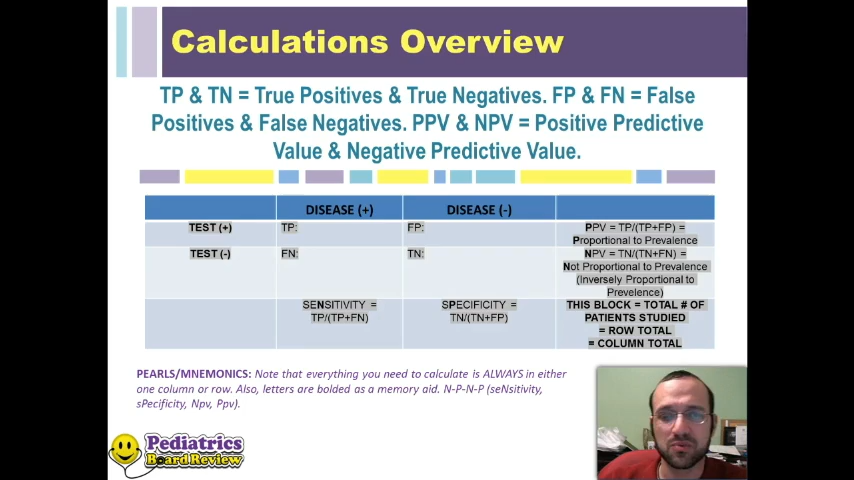 Calculations Overview
TP & TN = True Positives & True Negatives. FP & FN = False
Positives & False Negatives. PPV & NPV = Positive Predictive
Value & Negative Predictive Value.
DISEASE (+)
DISEASE (-)
TEST (+)
TP:
FP:
PPV = TP/(TP+FP) =
Proportional to Prevalence
TEST (-)
FN:
TN:
NPV = TN/(TN+FN) =
Not Proportional to Prevalence
(Inversely Proportional to
Prevelence)
SENSITIVITY =
TP/(TP+FN)
SPECIFICITY =
TN/(TN+FP)
THIS BLOCK = TOTAL # OF
PATIENTS STUDIED
= ROW TOTAL
= COLUMN TOTAL
PEARLS/MNEMONICS: Note that everything you need to calculate is ALWAYS in either
one column or row. Also, letters are bolded as a memory aid. N-P-N-P (seNsitivity,
sPecificity, Npv, Ppv).
Pediatrics
Board Review